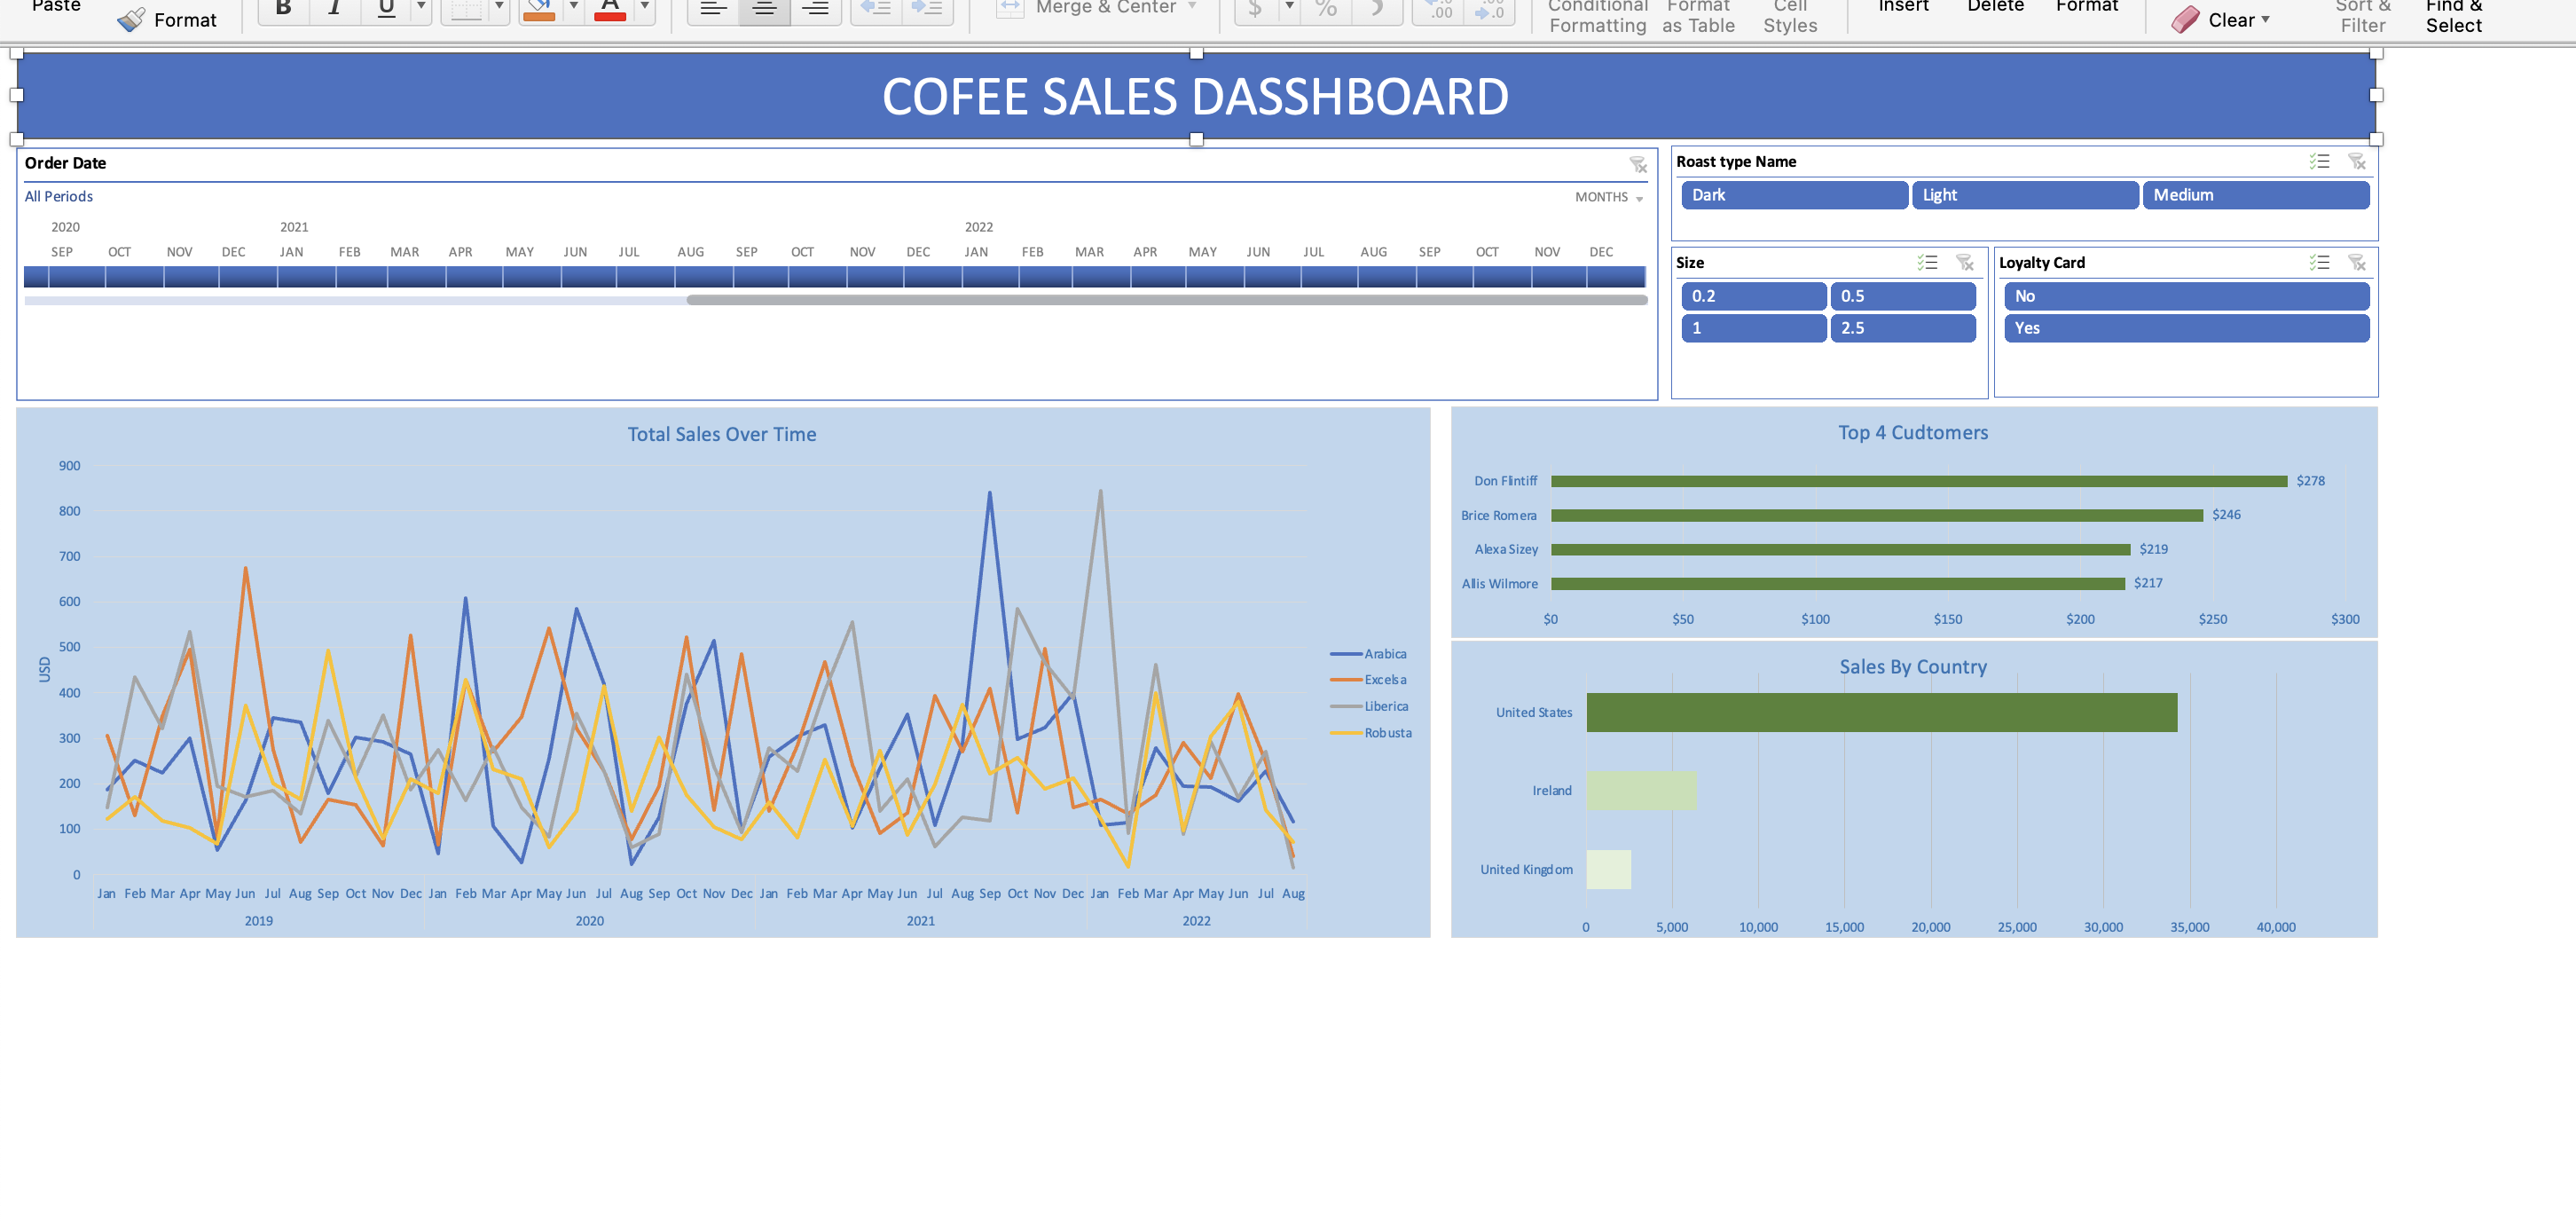 Paste
Format
B I U
A
Merge & Center
$ % .00 .0
Conditional Formatting
Format as Table
Cell Styles
Insert
Delete
Format
Clear
Sort & Filter
Find & Select
COFEE SALES DASSHBOARD
Order Date
All Periods
MONTHS
2020 2021 2022
SEP OCT NOV DEC JAN FEB MAR APR MAY JUN JUL AUG SEP OCT NOV DEC JAN FEB MAR APR MAY JUN JUL AUG SEP OCT NOV DEC
Roast type Name
Dark Light Medium
Size
0.2 0.5
1 2.5
Loyalty Card
No
Yes
Total Sales Over Time
900
800
700
600
500
400
300
200
100
0
USD
Jan Feb Mar Apr May Jun Jul Aug Sep Oct Nov Dec Jan Feb Mar Apr May Jun Jul Aug Sep Oct Nov Dec Jan Feb Mar Apr May Jun Jul Aug Sep Oct Nov Dec Jan Feb Mar Apr May Jun Jul Aug
2019 2020 2021 2022
Arabica
Excelsa
Liberica
Robusta
Top 4 Cudtomers
Don Flintiff $278
Brice Romera $246
Alexa Sizey $219
Allis Wilmore $217
$0 $50 $100 $150 $200 $250 $300
Sales By Country
United States
Ireland
United Kingdom
0 5,000 10,000 15,000 20,000 25,000 30,000 35,000 40,000